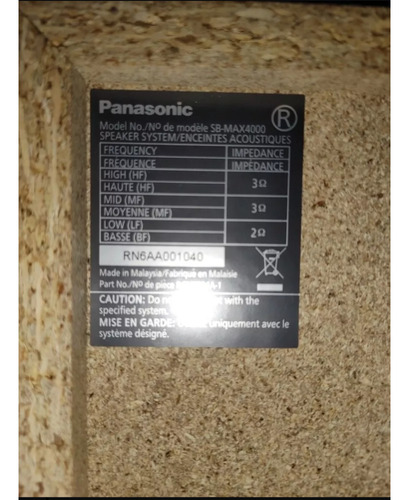 Panasonic
Model No./Nº de modèle SB-MAX4000
SPEAKER SYSTEM/ENCEINTES ACOUSTIQUES
R
FREQUENCY IMPEDANCE
FRÉQUENCE IMPÉDANCE
HIGH (HF)
HAUTE (HF) 3Ω
MID (MF)
MOYENNE (MF) 3Ω
LOW (LF)
BASSE (BF) 2Ω
RN6AA001040
Made in Malaysia/Fabriqué en Malaisie
Part No./Nº de pièce
CAUTION: Do with the
specified system.
MISE EN GARDE: uniquement avec le
système désigné.